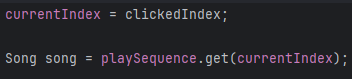 currentIndex = clickedIndex;
Song song = playSequence.get(currentIndex);